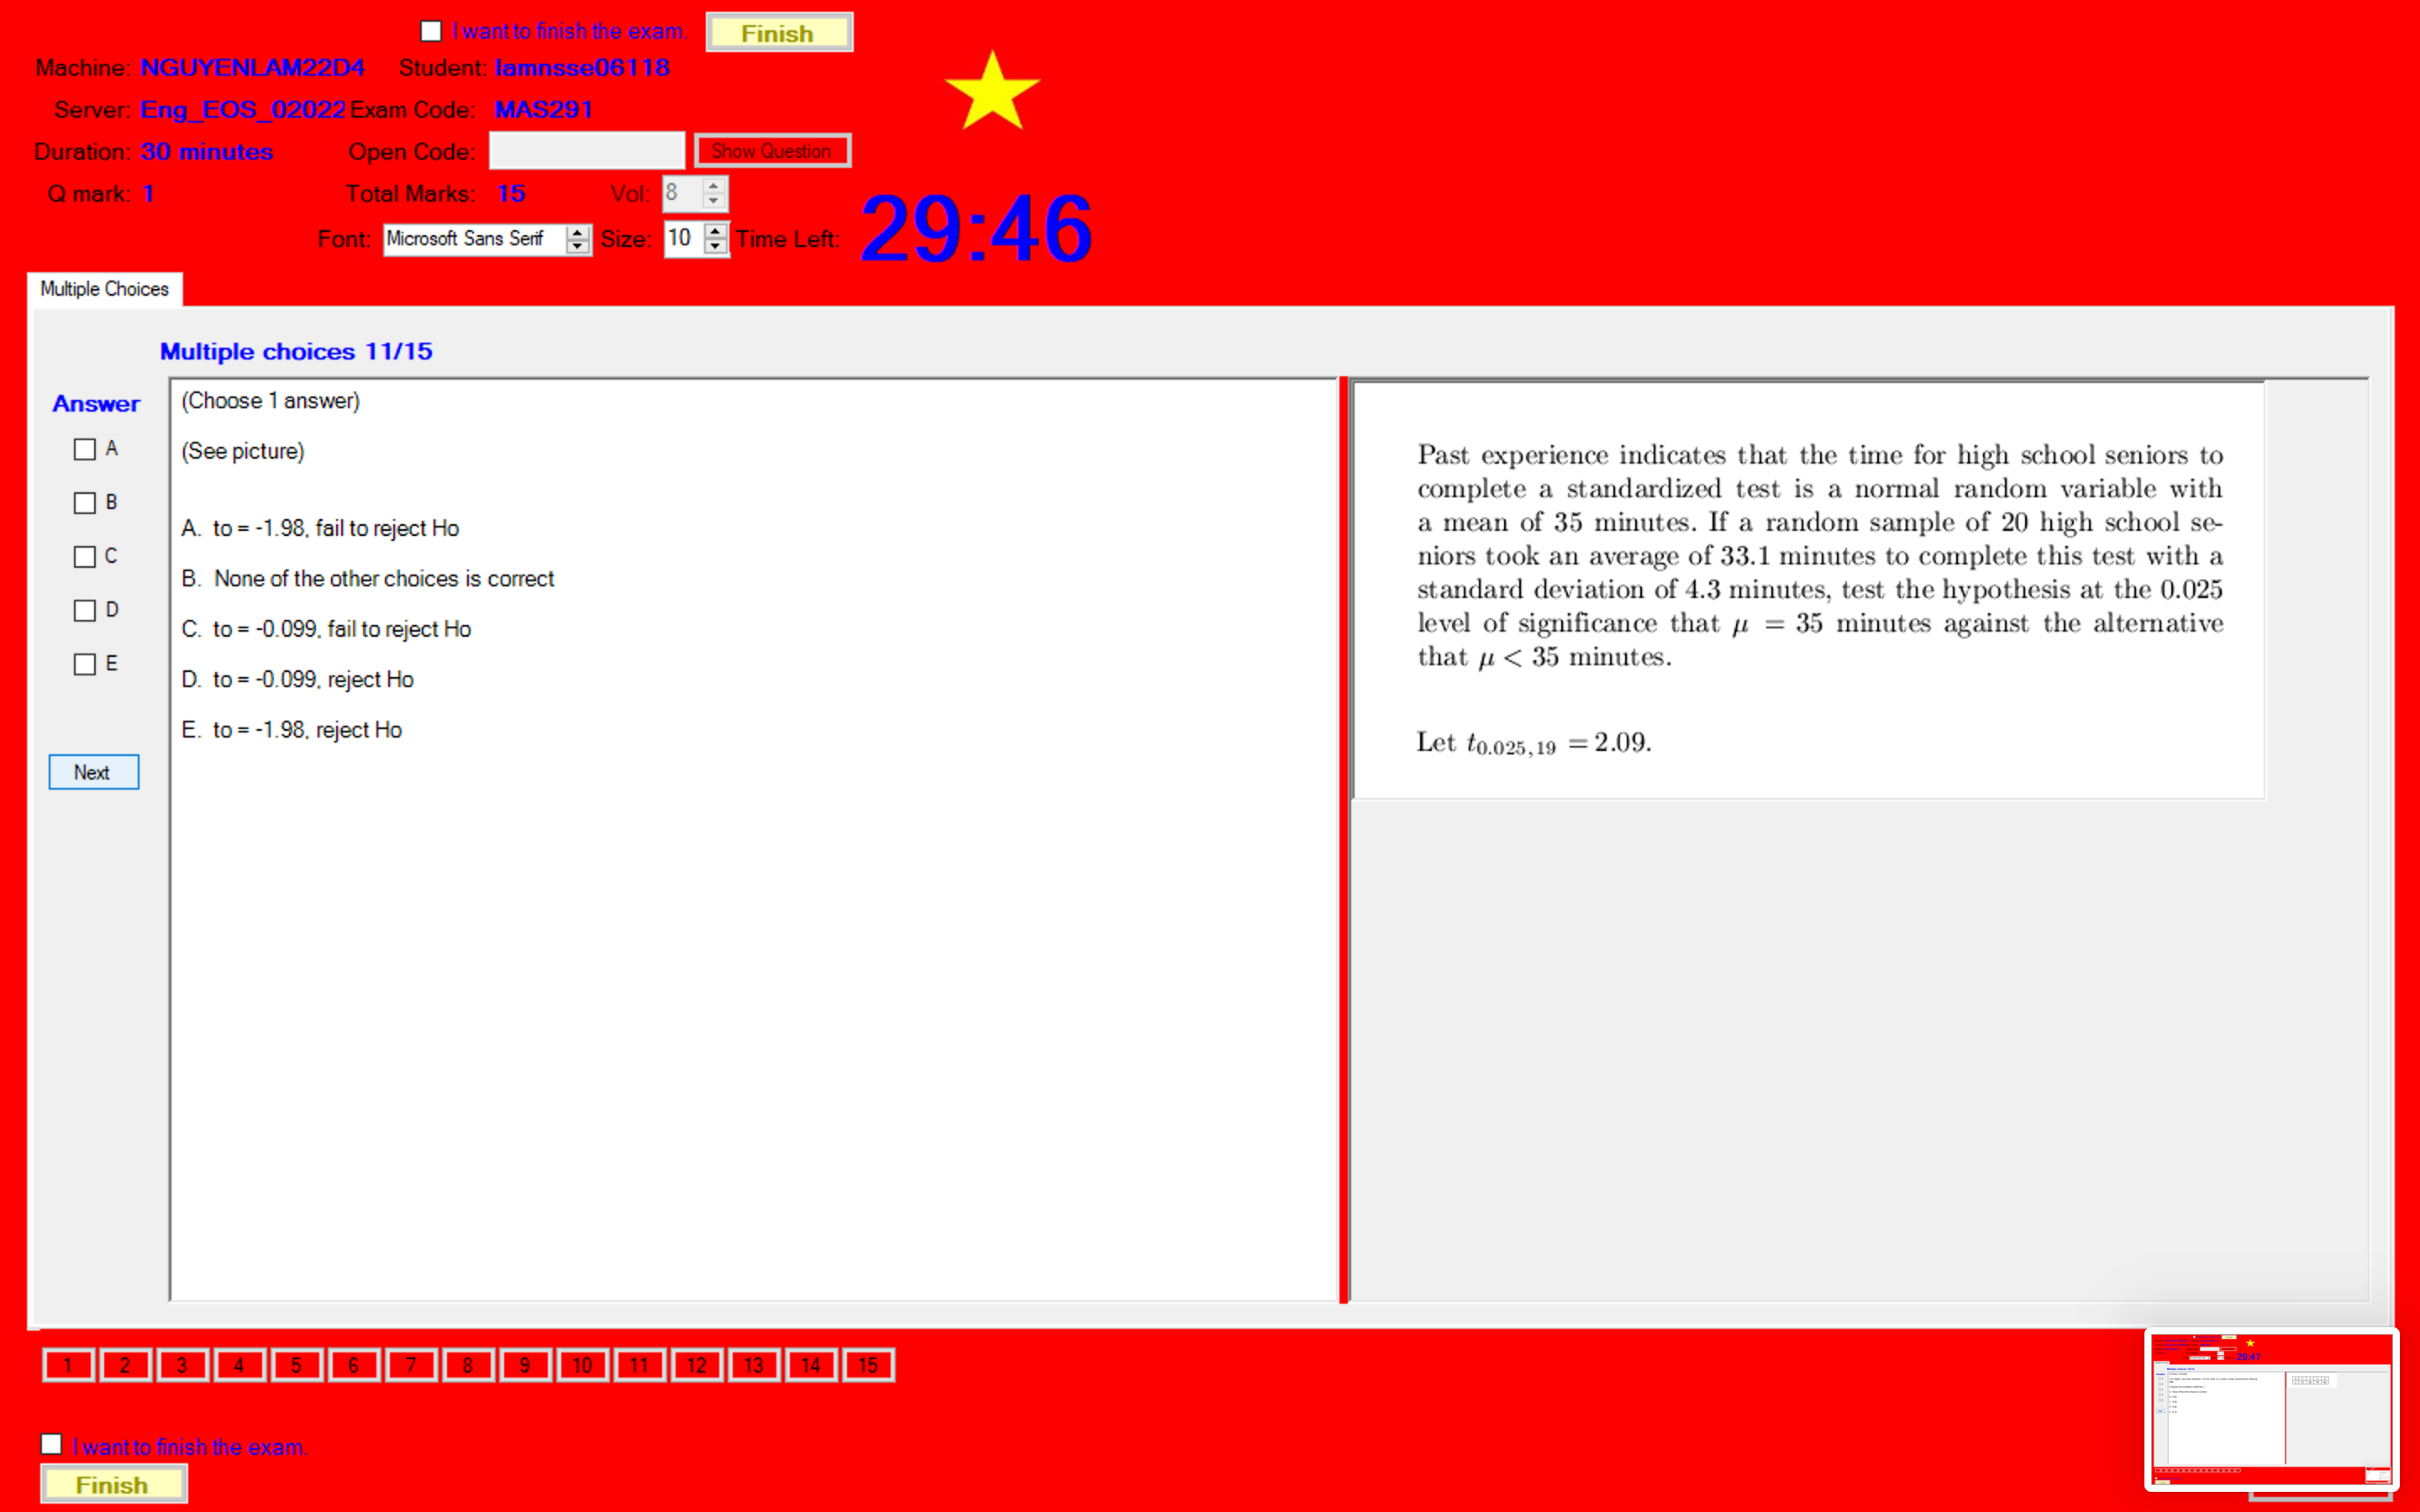 I want to finish the exam.
Finish
Machine: NGUYENLAM22D4 Student: lamnsse06118
Server: Eng_EOS_02022 Exam Code: MAS291
Duration: 30 minutes Open Code: Show Question
Q mark: 1 Total Marks: 15 Vol: 8
Font: Microsoft Sans Serif Size: 10 Time Left: 29:46
Multiple Choices
Multiple choices 11/15
Answer
A
B
C
D
E
Next
(Choose 1 answer)
(See picture)
A. to = -1.98, fail to reject Ho
B. None of the other choices is correct
C. to = -0.099, fail to reject Ho
D. to = -0.099, reject Ho
E. to = -1.98, reject Ho
Past experience indicates that the time for high school seniors to
complete a standardized test is a normal random variable with
a mean of 35 minutes. If a random sample of 20 high school se-
niors took an average of 33.1 minutes to complete this test with a
standard deviation of 4.3 minutes, test the hypothesis at the 0.025
level of significance that μ = 35 minutes against the alternative
that μ < 35 minutes.
Let t0.025,19 = 2.09.
1 2 3 4 5 6 7 8 9 10 11 12 13 14 15
I want to finish the exam.
Finish